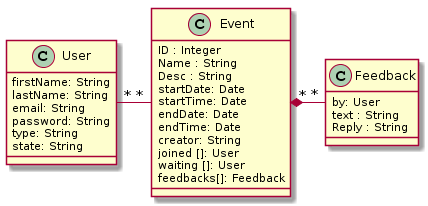 C User
firstName: String
lastName: String
email: String
password: String
type: String
state: String
* *
C Event
ID : Integer
Name : String
Desc : String
startDate: Date
startTime: Date
endDate: Date
endTime: Date
creator: String
joined []: User
waiting []: User
feedbacks[]: Feedback
* *
C Feedback
by: User
text : String
Reply : String